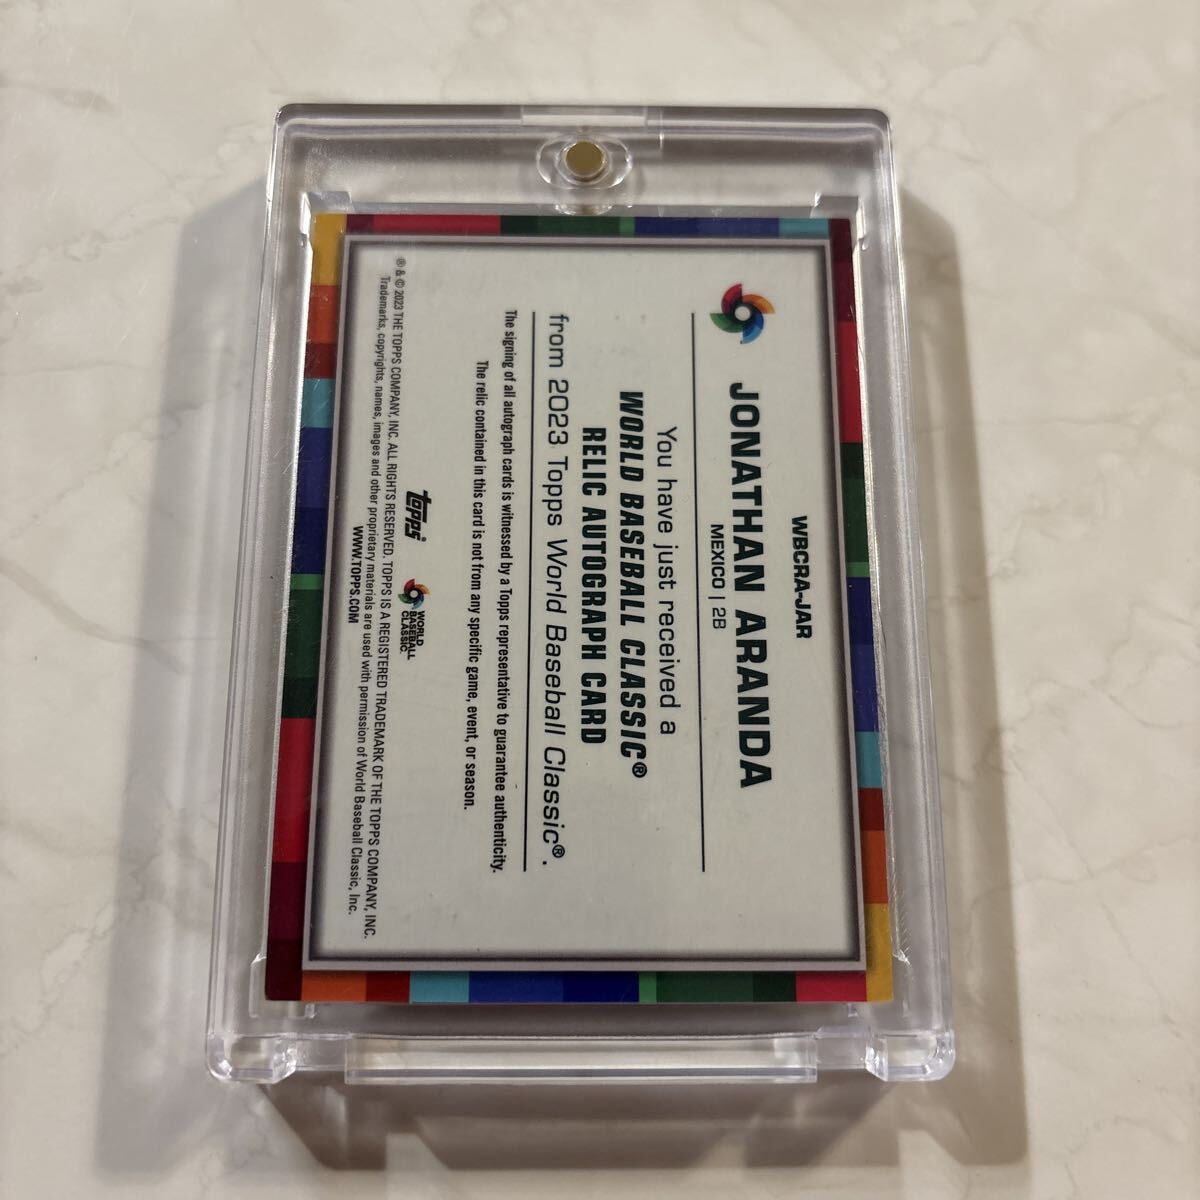 WBCRA-JAR
JONATHAN ARANDA
MEXICO | 2B
You have just received a
WORLD BASEBALL CLASSIC®
RELIC AUTOGRAPH CARD
from 2023 Topps World Baseball Classic®.
The signing of all autograph cards is witnessed by a Topps representative to guarantee authenticity.
The relic contained in this card is not from any specific game, event, or season.
topps
WORLD
BASEBALL
CLASSIC
® & © 2023 THE TOPPS COMPANY, INC. ALL RIGHTS RESERVED. TOPPS IS A REGISTERED TRADEMARK OF THE TOPPS COMPANY, INC.
Trademarks, copyrights, names, images and other proprietary materials are used with permission of World Baseball Classic, Inc.
WWW.TOPPS.COM